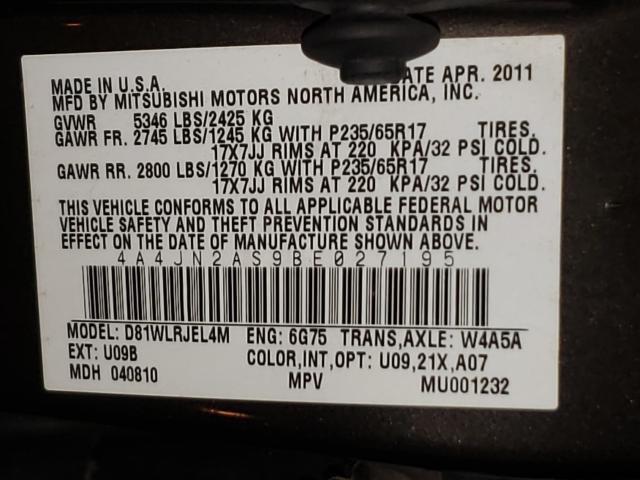 MADE IN U.S.A. ATE APR. 2011
MFD BY MITSUBISHI MOTORS NORTH AMERICA, INC.
GVWR 5346 LBS/2425 KG
GAWR FR. 2745 LBS/1245 KG WITH P235/65R17 TIRES,
17X7JJ RIMS AT 220 KPA/32 PSI COLD.
GAWR RR. 2800 LBS/1270 KG WITH P235/65R17 TIRES,
17X7JJ RIMS AT 220 KPA/32 PSI COLD.
THIS VEHICLE CONFORMS TO ALL APPLICABLE FEDERAL MOTOR
VEHICLE SAFETY AND THEFT PREVENTION STANDARDS IN
EFFECT ON THE DATE OF MANUFACTURE SHOWN ABOVE.
4A4JN2AS9BE027195
MODEL: D81WLRJEL4M ENG: 6G75 TRANS,AXLE: W4A5A
EXT: U09B COLOR,INT,OPT: U09,21X,A07
MDH 040810 MPV MU001232